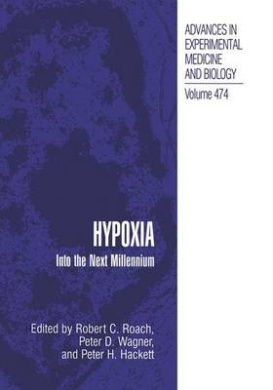 ADVANCES IN
EXPERIMENTAL
MEDICINE
AND BIOLOGY
Volume 474
HYPOXIA
Into the Next Millennium
Edited by Robert C. Roach,
Peter D. Wagner,
and Peter H. Hackett